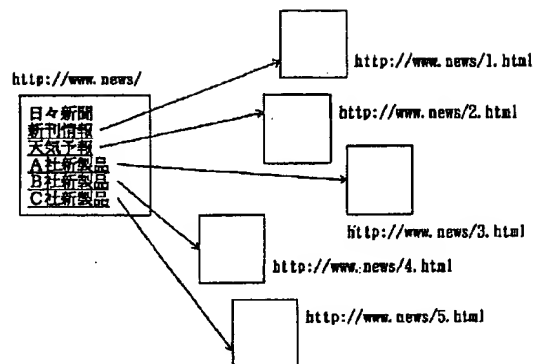 http://www.news/
日々新聞
新刊情報
天気予報
A社新製品
B社新製品
C社新製品
http://www.news/1.html
http://www.news/2.html
http://www.news/3.html
http://www.news/4.html
http://www.news/5.html